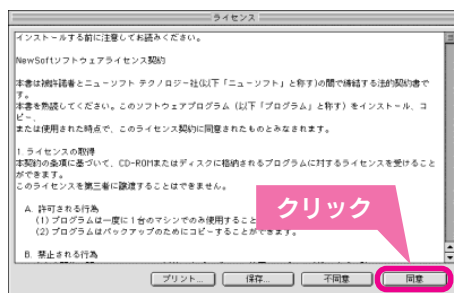 ライセンス
インストールする前に注意してお読みください。
NewSoftソフトウェアライセンス契約
本書は被許諾者とニューソフト テクノロジー社(以下「ニューソフト」と称す)の間で締結する法的契約書で
す。
本書を熟読してください。このソフトウェアプログラム (以下「プログラム」と称す) をインストール、コ
ピー、
または使用された時点で、このライセンス契約に同意されたものとみなされます。
1. ライセンスの取得
本契約の条項に基づいて、CD-ROMまたはディスクに格納されるプログラムに対するライセンスを受けること
ができます。
このライセンスを第三者に譲渡することはできません。
A. 許可される行為
(1) プログラムは一度に1台のマシンでのみ使用すること
(2) プログラムはバックアップのためにコピーすることができます。
B. 禁止される行為
クリック
プリント...
保存...
不同意
同意